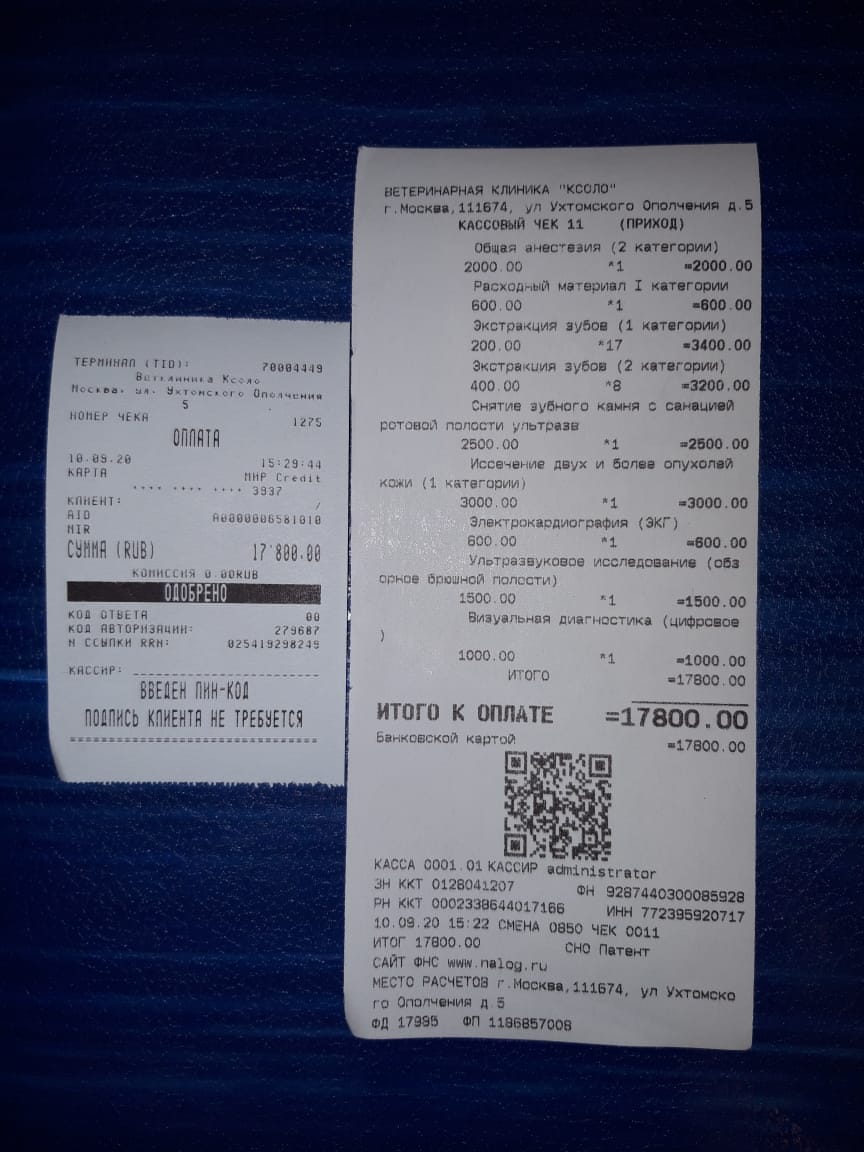 ТЕРМИНАЛ (TID): 70004449
Ветклиника Ксоло
Москва, ул. Ухтомского Ополчения
5
НОМЕР ЧЕКА 1275
ОПЛАТА
10.09.20 15:29:44
КАРТА МИР Credit
**** **** **** 3937
КЛИЕНТ: /
AID A0000006581010
MIR
СУММА (RUB) 17'800.00
КОМИССИЯ 0.00RUB
ОДОБРЕНО
КОД ОТВЕТА 00
КОД АВТОРИЗАЦИИ: 279687
N ССЫЛКИ RRN: 025419298249
КАССИР:
ВВЕДЕН ПИН-КОД
ПОДПИСЬ КЛИЕНТА НЕ ТРЕБУЕТСЯ
ВЕТЕРИНАРНАЯ КЛИНИКА "КСОЛО"
г.Москва,111674, ул Ухтомского Ополчения д.5
КАССОВЫЙ ЧЕК 11 (ПРИХОД)
Общая анестезия (2 категории)
2000.00 *1 =2000.00
Расходный материал I категории
600.00 *1 =600.00
Экстракция зубов (1 категории)
200.00 *17 =3400.00
Экстракция зубов (2 категории)
400.00 *8 =3200.00
Снятие зубного камня с санацией
ротовой полости ультразв
2500.00 *1 =2500.00
Иссечение двух и более опухолей
кожи (1 категории)
3000.00 *1 =3000.00
Электрокардиография (ЭКГ)
600.00 *1 =600.00
Ультразвуковое исследование (обз
орное брюшной полости)
1500.00 *1 =1500.00
Визуальная диагностика (цифровое
)
1000.00 *1 =1000.00
ИТОГО =17800.00
ИТОГО К ОПЛАТЕ =17800.00
Банковской картой =17800.00
КАССА 0001.01 КАССИР administrator
ЗН ККТ 0128041207 ФН 9287440300085928
РН ККТ 0002338644017166 ИНН 772395920717
10.09.20 15:22 СМЕНА 0850 ЧЕК 0011
ИТОГ 17800.00 СНО Патент
САЙТ ФНС www.nalog.ru
МЕСТО РАСЧЕТОВ г.Москва,111674, ул Ухтомско
го Ополчения д.5
ФД 17995 ФП 1186857008